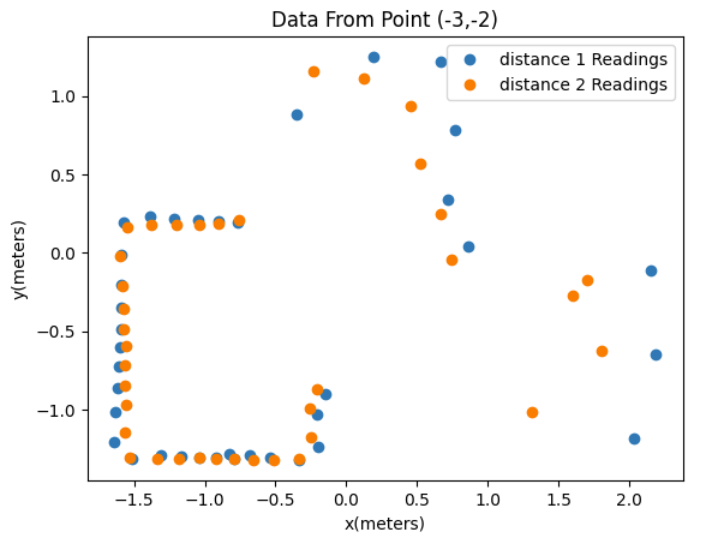 Data From Point (-3,-2)
distance 1 Readings
distance 2 Readings
1.0
0.5
0.0
−0.5
−1.0
y(meters)
−1.5 −1.0 −0.5 0.0 0.5 1.0 1.5 2.0
x(meters)